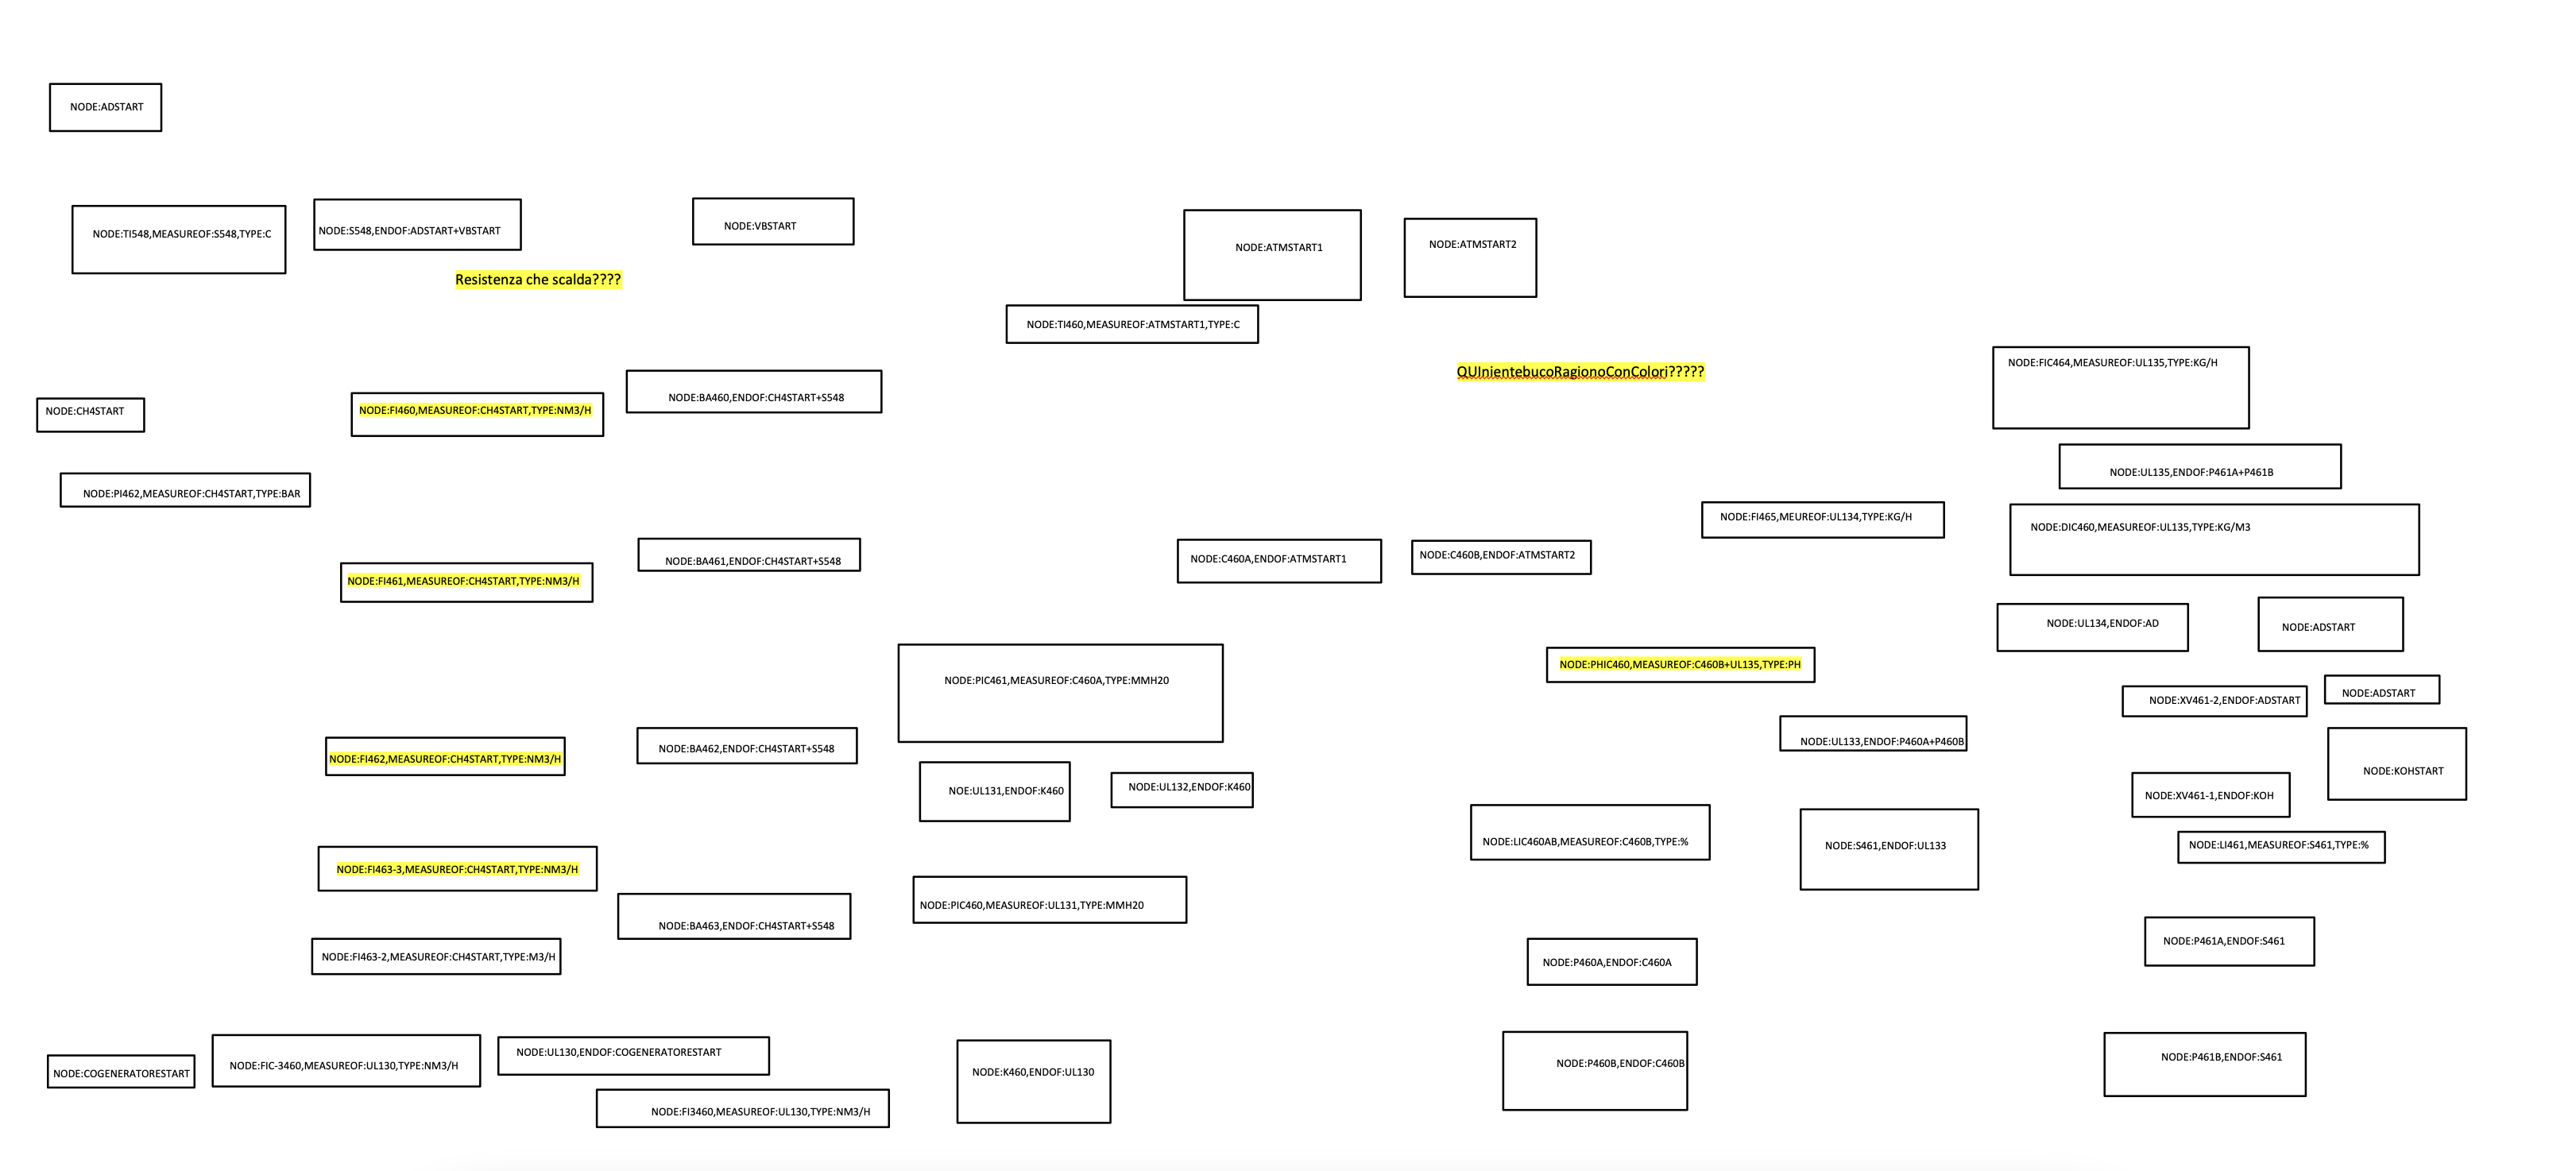 NODE:ADSTART
NODE:TI548,MEASUREOF:S548,TYPE:C
NODE:S548,ENDOF:ADSTART+VBSTART
NODE:VBSTART
NODE:ATMSTART1
NODE:ATMSTART2
Resistenza che scalda????
NODE:TI460,MEASUREOF:ATMSTART1,TYPE:C
QUInientebucoRagionoConColori?????
NODE:FIC464,MEASUREOF:UL135,TYPE:KG/H
NODE:CH4START
NODE:FI460,MEASUREOF:CH4START,TYPE:NM3/H
NODE:BA460,ENDOF:CH4START+S548
NODE:UL135,ENDOF:P461A+P461B
NODE:PI462,MEASUREOF:CH4START,TYPE:BAR
NODE:FI465,MEUREOF:UL134,TYPE:KG/H
NODE:DIC460,MEASUREOF:UL135,TYPE:KG/M3
NODE:FI461,MEASUREOF:CH4START,TYPE:NM3/H
NODE:BA461,ENDOF:CH4START+S548
NODE:C460A,ENDOF:ATMSTART1
NODE:C460B,ENDOF:ATMSTART2
NODE:UL134,ENDOF:AD
NODE:ADSTART
NODE:PIC461,MEASUREOF:C460A,TYPE:MMH20
NODE:PHIC460,MEASUREOF:C460B+UL135,TYPE:PH
NODE:XV461-2,ENDOF:ADSTART
NODE:ADSTART
NODE:FI462,MEASUREOF:CH4START,TYPE:NM3/H
NODE:BA462,ENDOF:CH4START+S548
NODE:UL133,ENDOF:P460A+P460B
NODE:KOHSTART
NOE:UL131,ENDOF:K460
NODE:UL132,ENDOF:K460
NODE:XV461-1,ENDOF:KOH
NODE:LIC460AB,MEASUREOF:C460B,TYPE:%
NODE:S461,ENDOF:UL133
NODE:LI461,MEASUREOF:S461,TYPE:%
NODE:FI463-3,MEASUREOF:CH4START,TYPE:NM3/H
NODE:BA463,ENDOF:CH4START+S548
NODE:PIC460,MEASUREOF:UL131,TYPE:MMH20
NODE:P461A,ENDOF:S461
NODE:FI463-2,MEASUREOF:CH4START,TYPE:M3/H
NODE:P460A,ENDOF:C460A
NODE:COGENERATORESTART
NODE:FIC-3460,MEASUREOF:UL130,TYPE:NM3/H
NODE:UL130,ENDOF:COGENERATORESTART
NODE:K460,ENDOF:UL130
NODE:P460B,ENDOF:C460B
NODE:P461B,ENDOF:S461
NODE:FI3460,MEASUREOF:UL130,TYPE:NM3/H